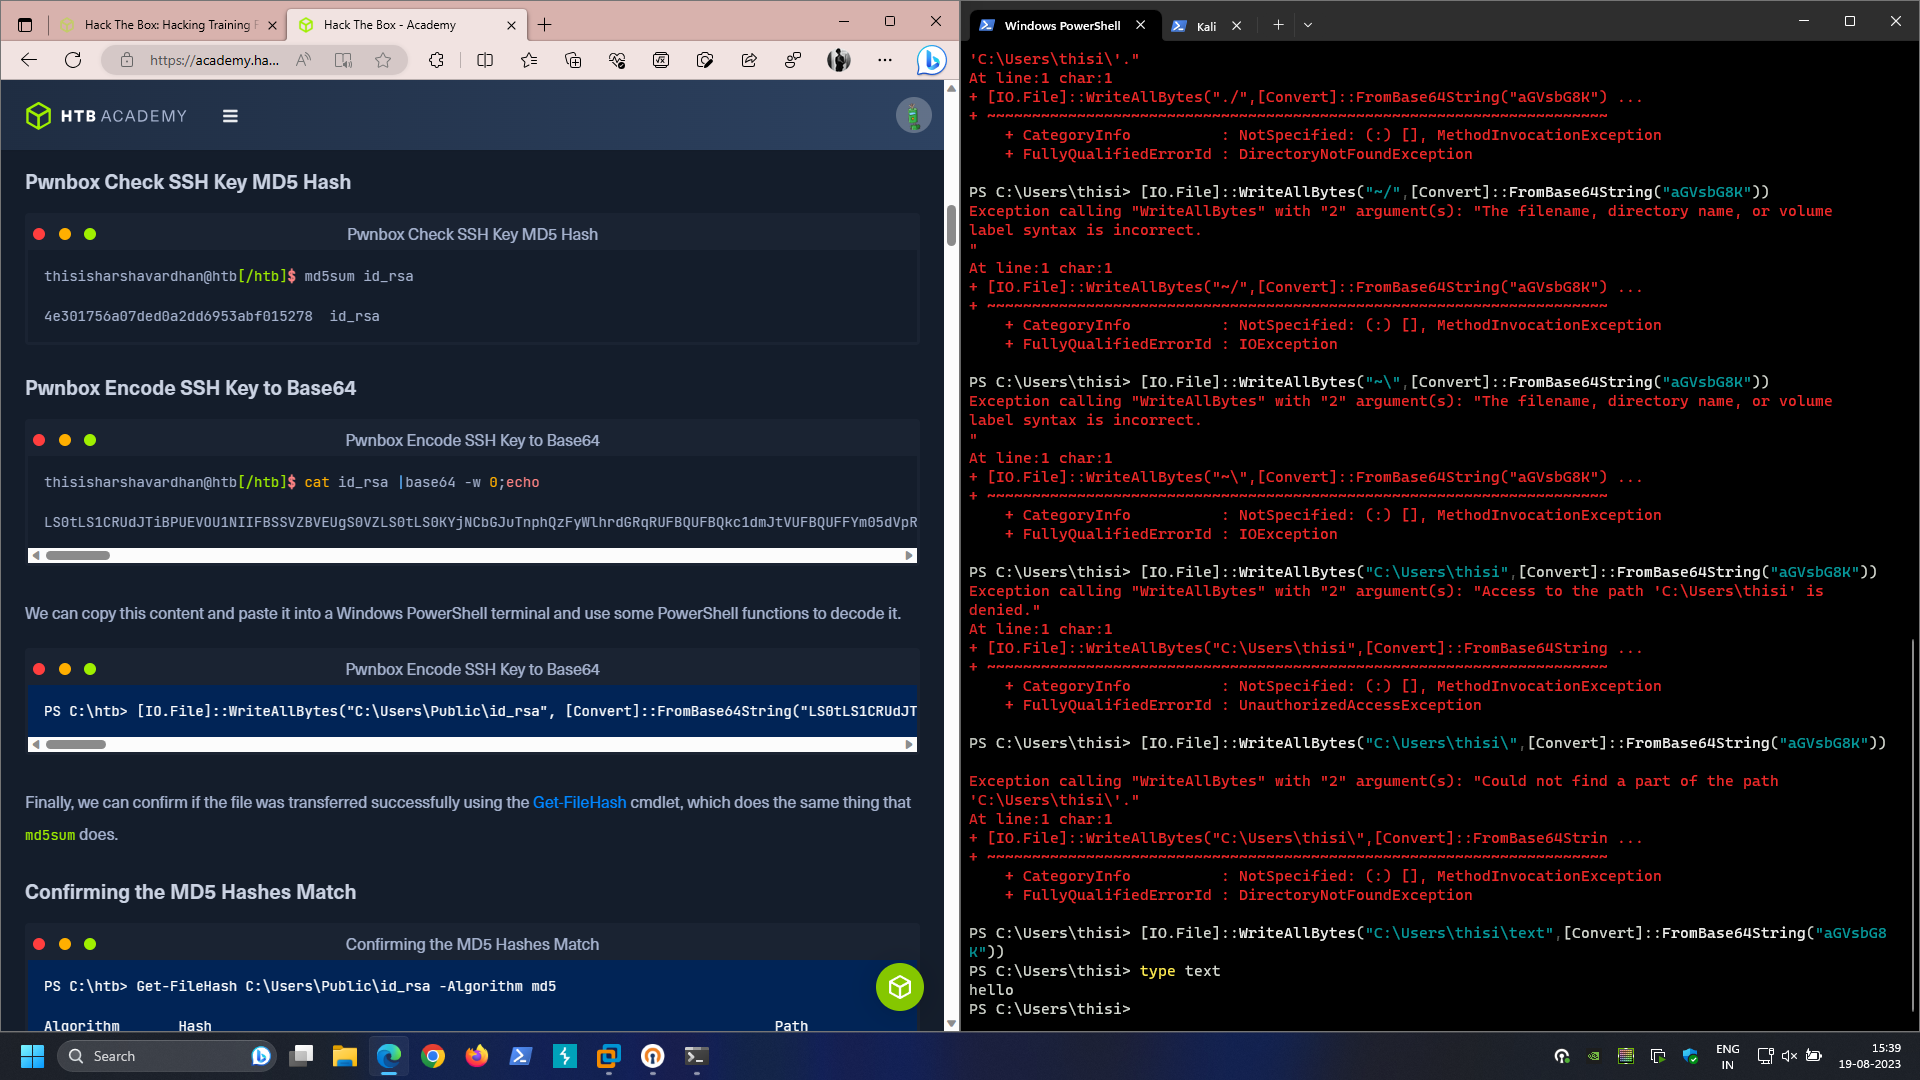 Hack The Box: Hacking Training F
Hack The Box - Academy
https://academy.ha...
HTB ACADEMY
Pwnbox Check SSH Key MD5 Hash
Pwnbox Check SSH Key MD5 Hash
thisisharshavardhan@htb[/htb]$ md5sum id_rsa
4e301756a07ded0a2dd6953abf015278  id_rsa
Pwnbox Encode SSH Key to Base64
Pwnbox Encode SSH Key to Base64
thisisharshavardhan@htb[/htb]$ cat id_rsa |base64 -w 0;echo
LS0tLS1CRUdJTiBPUEVOU1NIIFBSSVZBVEUgS0VZLS0tLS0KYjNCbGJuTnphQzFyWlhrdGRqRUFBQUFBQkc1dmJtVUFBQUFFYm05dVpR
We can copy this content and paste it into a Windows PowerShell terminal and use some PowerShell functions to decode it.
Pwnbox Encode SSH Key to Base64
PS C:\htb> [IO.File]::WriteAllBytes("C:\Users\Public\id_rsa", [Convert]::FromBase64String("LS0tLS1CRUdJT
Finally, we can confirm if the file was transferred successfully using the Get-FileHash cmdlet, which does the same thing that
md5sum does.
Confirming the MD5 Hashes Match
Confirming the MD5 Hashes Match
PS C:\htb> Get-FileHash C:\Users\Public\id_rsa -Algorithm md5
Algorithm Hash Path
Windows PowerShell
Kali
'C:\Users\thisi\'."
At line:1 char:1
+ [IO.File]::WriteAllBytes("./",[Convert]::FromBase64String("aGVsbG8K") ...
+ ~~~~~~~~~~~~~~~~~~~~~~~~~~~~~~~~~~~~~~~~~~~~~~~~~~~~~~~~~~~~~~~~~~~~~
+ CategoryInfo          : NotSpecified: (:) [], MethodInvocationException
+ FullyQualifiedErrorId : DirectoryNotFoundException
PS C:\Users\thisi> [IO.File]::WriteAllBytes("~/",[Convert]::FromBase64String("aGVsbG8K"))
Exception calling "WriteAllBytes" with "2" argument(s): "The filename, directory name, or volume
label syntax is incorrect.
"
At line:1 char:1
+ [IO.File]::WriteAllBytes("~/",[Convert]::FromBase64String("aGVsbG8K") ...
+ ~~~~~~~~~~~~~~~~~~~~~~~~~~~~~~~~~~~~~~~~~~~~~~~~~~~~~~~~~~~~~~~~~~~~~
+ CategoryInfo          : NotSpecified: (:) [], MethodInvocationException
+ FullyQualifiedErrorId : IOException
PS C:\Users\thisi> [IO.File]::WriteAllBytes("~\",[Convert]::FromBase64String("aGVsbG8K"))
Exception calling "WriteAllBytes" with "2" argument(s): "The filename, directory name, or volume
label syntax is incorrect.
"
At line:1 char:1
+ [IO.File]::WriteAllBytes("~\",[Convert]::FromBase64String("aGVsbG8K") ...
+ ~~~~~~~~~~~~~~~~~~~~~~~~~~~~~~~~~~~~~~~~~~~~~~~~~~~~~~~~~~~~~~~~~~~~~
+ CategoryInfo          : NotSpecified: (:) [], MethodInvocationException
+ FullyQualifiedErrorId : IOException
PS C:\Users\thisi> [IO.File]::WriteAllBytes("C:\Users\thisi",[Convert]::FromBase64String("aGVsbG8K"))
Exception calling "WriteAllBytes" with "2" argument(s): "Access to the path 'C:\Users\thisi' is
denied."
At line:1 char:1
+ [IO.File]::WriteAllBytes("C:\Users\thisi",[Convert]::FromBase64String ...
+ ~~~~~~~~~~~~~~~~~~~~~~~~~~~~~~~~~~~~~~~~~~~~~~~~~~~~~~~~~~~~~~~~~~~~~
+ CategoryInfo          : NotSpecified: (:) [], MethodInvocationException
+ FullyQualifiedErrorId : UnauthorizedAccessException
PS C:\Users\thisi> [IO.File]::WriteAllBytes("C:\Users\thisi\",[Convert]::FromBase64String("aGVsbG8K"))
Exception calling "WriteAllBytes" with "2" argument(s): "Could not find a part of the path
'C:\Users\thisi\'."
At line:1 char:1
+ [IO.File]::WriteAllBytes("C:\Users\thisi\",[Convert]::FromBase64Strin ...
+ ~~~~~~~~~~~~~~~~~~~~~~~~~~~~~~~~~~~~~~~~~~~~~~~~~~~~~~~~~~~~~~~~~~~~~
+ CategoryInfo          : NotSpecified: (:) [], MethodInvocationException
+ FullyQualifiedErrorId : DirectoryNotFoundException
PS C:\Users\thisi> [IO.File]::WriteAllBytes("C:\Users\thisi\text",[Convert]::FromBase64String("aGVsbG8
K"))
PS C:\Users\thisi> type text
hello
PS C:\Users\thisi>
Search
ENG
IN
15:39
19-08-2023